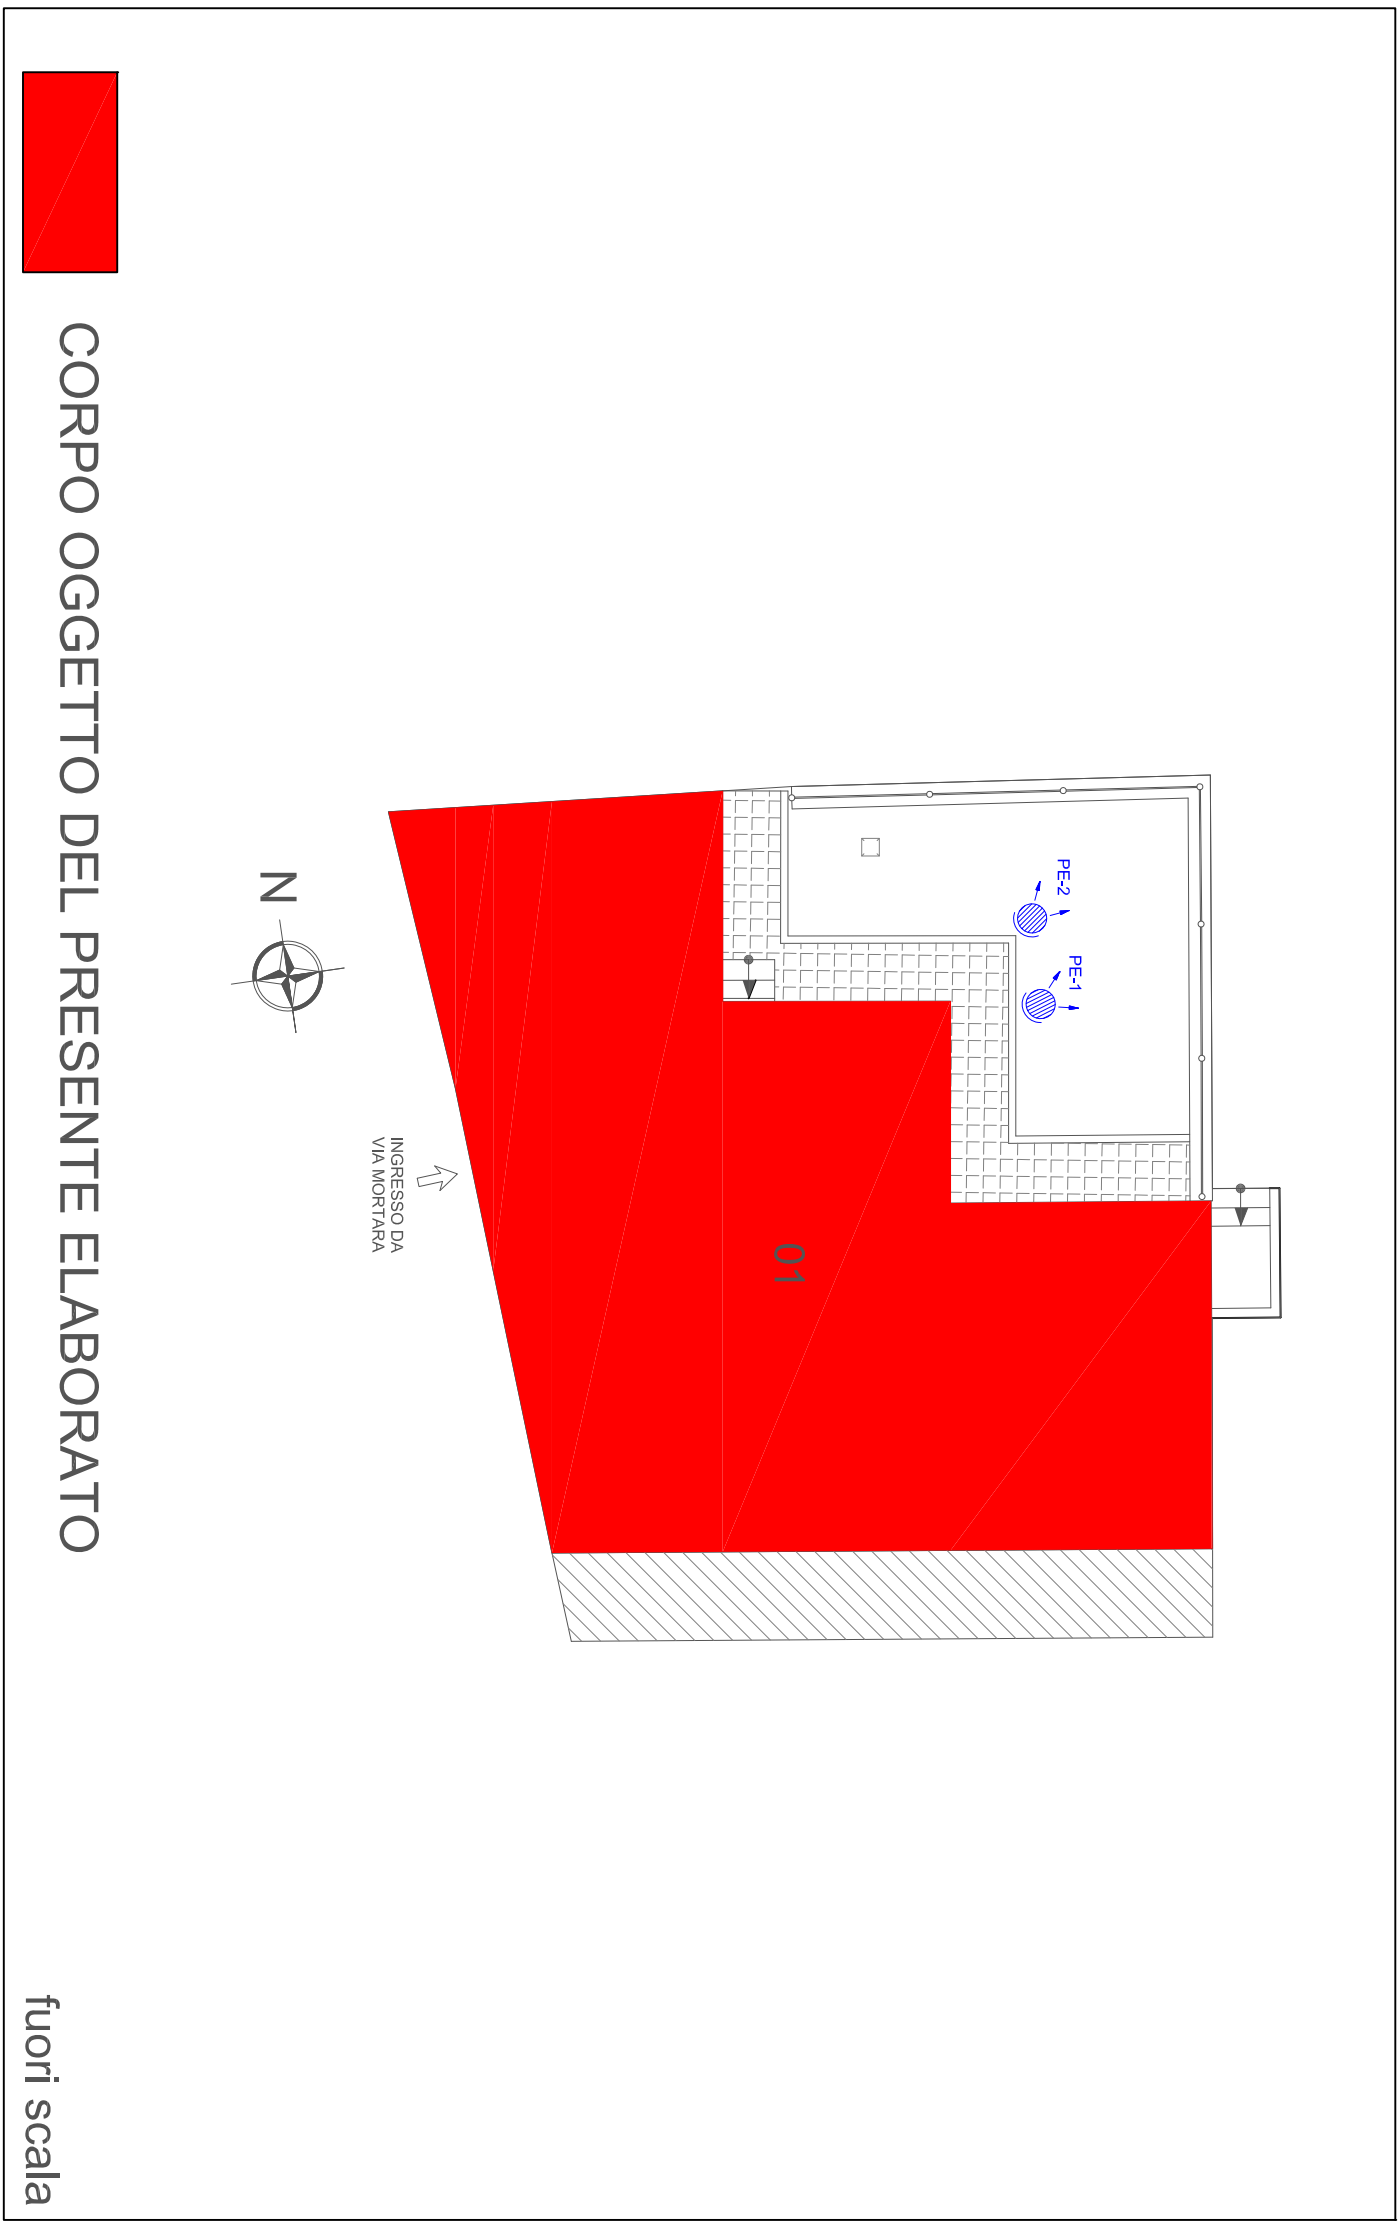 PE-2
PE-1
01
INGRESSO DA
VIA MORTARA
N
CORPO OGGETTO DEL PRESENTE ELABORATO
fuori scala